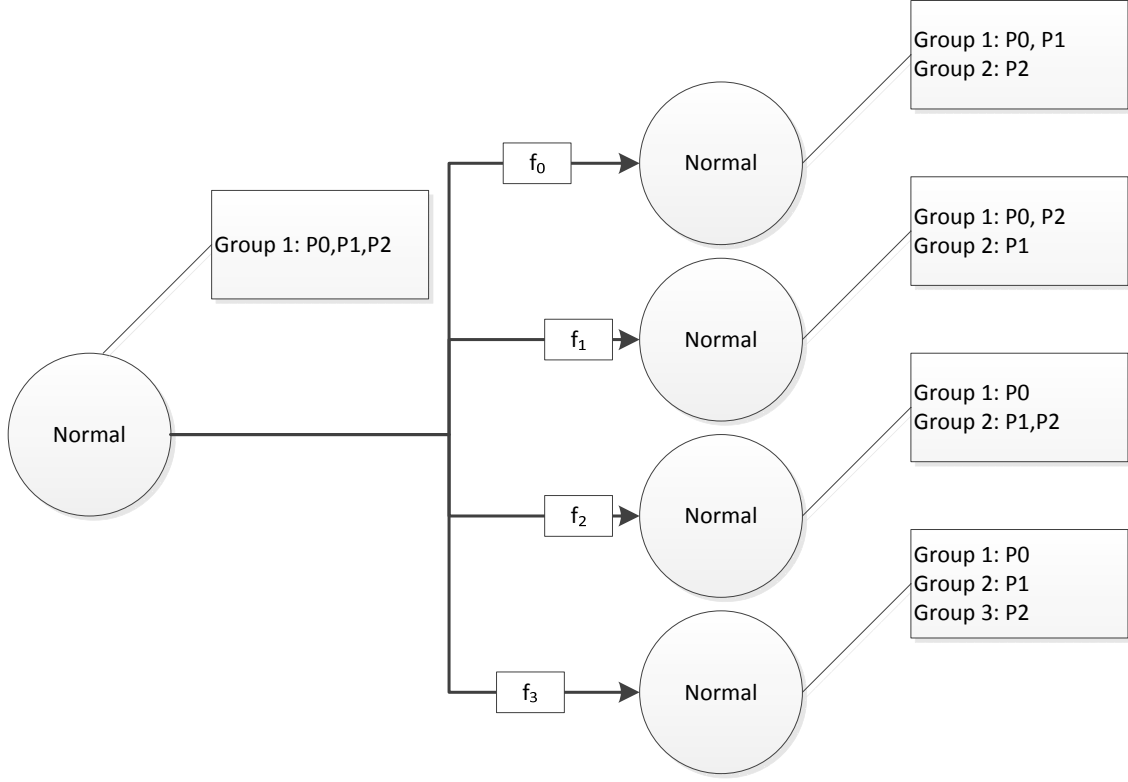 Group 1: P0, P1
Group 2: P2
f₀
Normal
Group 1: P0,P1,P2
Group 1: P0, P2
Group 2: P1
f₁
Normal
Normal
Group 1: P0
Group 2: P1,P2
f₂
Normal
Group 1: P0
Group 2: P1
Group 3: P2
f₃
Normal